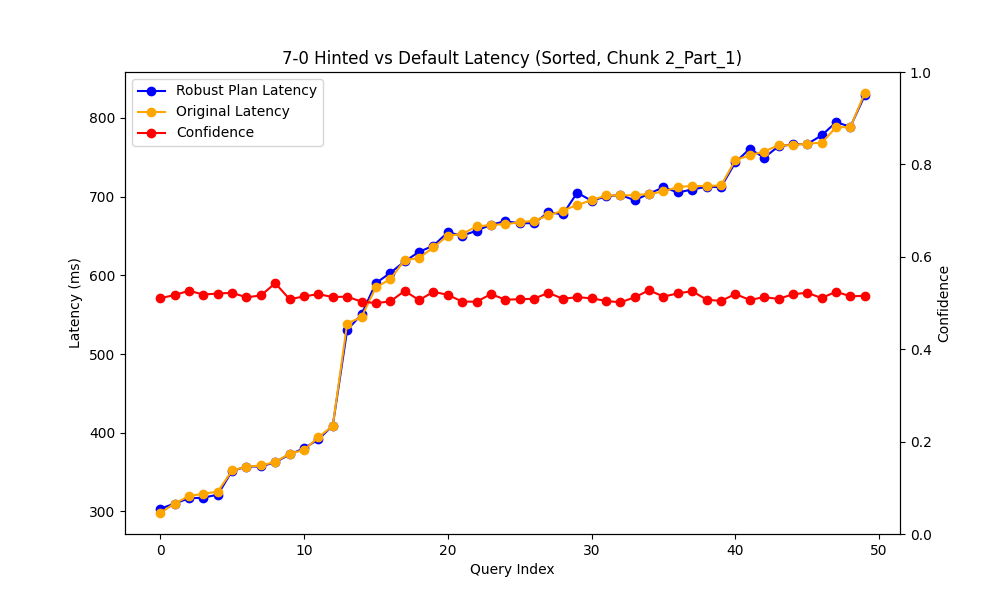 7-0 Hinted vs Default Latency (Sorted, Chunk 2_Part_1)
Robust Plan Latency
Original Latency
Confidence
800
700
600
500
400
300
Latency (ms)
1.0
0.8
0.6
0.4
0.2
0.0
Confidence
0 10 20 30 40 50
Query Index